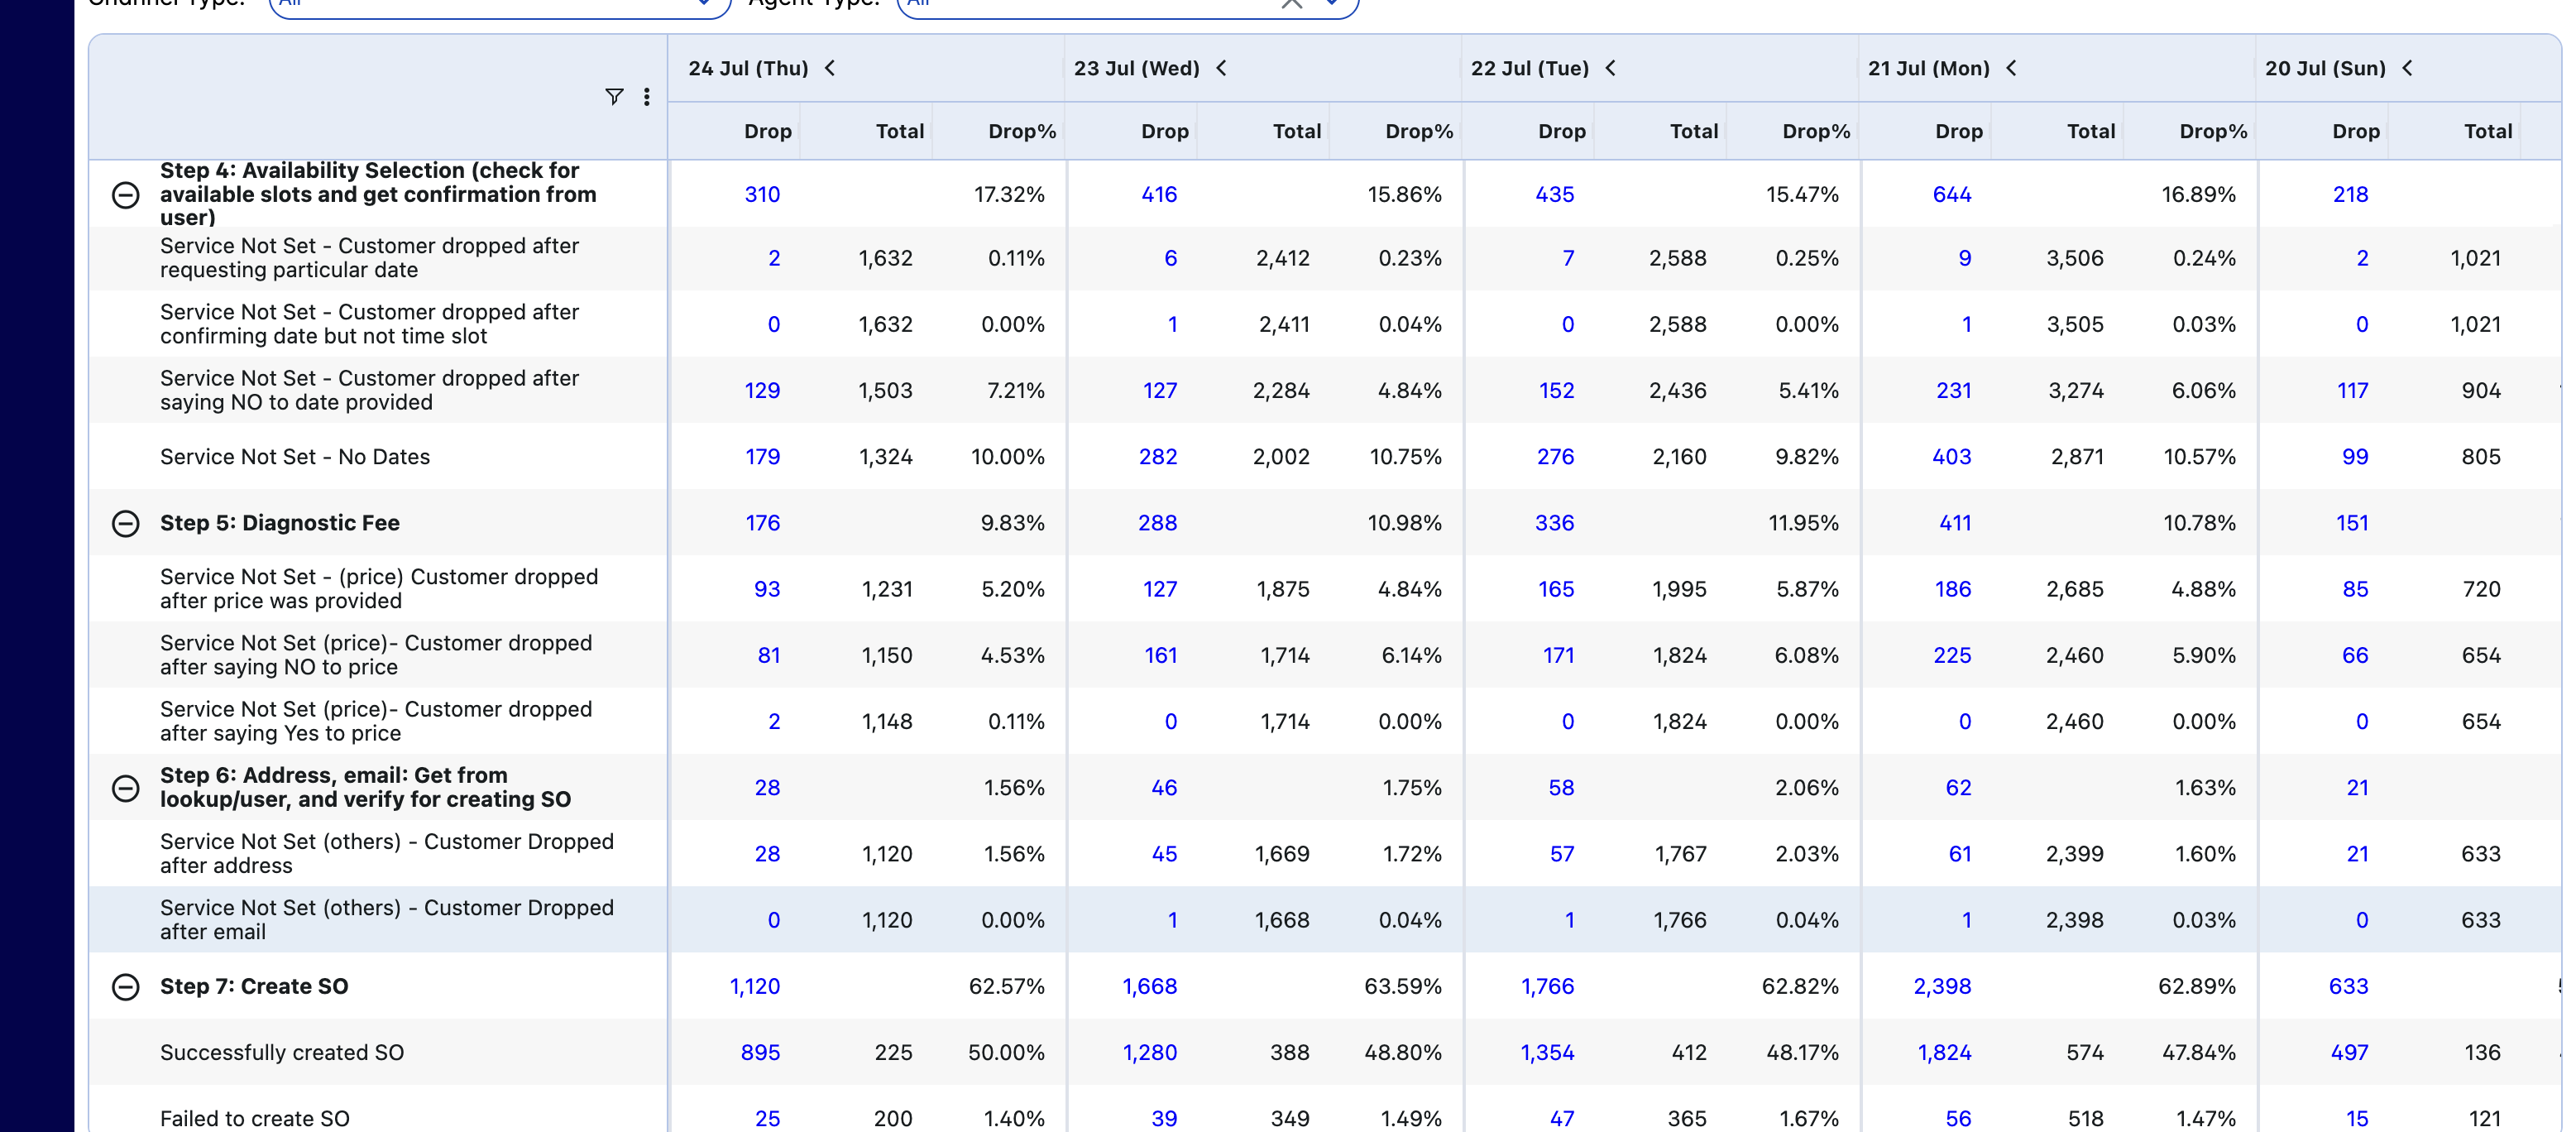 Channel Type: All Agent Type: All
24 Jul (Thu) 23 Jul (Wed) 22 Jul (Tue) 21 Jul (Mon) 20 Jul (Sun)
Drop Total Drop% Drop Total Drop% Drop Total Drop% Drop Total Drop% Drop Total
Step 4: Availability Selection (check for
available slots and get confirmation from
user)
310 17.32% 416 15.86% 435 15.47% 644 16.89% 218
Service Not Set - Customer dropped after
requesting particular date
2 1,632 0.11% 6 2,412 0.23% 7 2,588 0.25% 9 3,506 0.24% 2 1,021
Service Not Set - Customer dropped after
confirming date but not time slot
0 1,632 0.00% 1 2,411 0.04% 0 2,588 0.00% 1 3,505 0.03% 0 1,021
Service Not Set - Customer dropped after
saying NO to date provided
129 1,503 7.21% 127 2,284 4.84% 152 2,436 5.41% 231 3,274 6.06% 117 904
Service Not Set - No Dates 179 1,324 10.00% 282 2,002 10.75% 276 2,160 9.82% 403 2,871 10.57% 99 805
Step 5: Diagnostic Fee 176 9.83% 288 10.98% 336 11.95% 411 10.78% 151
Service Not Set - (price) Customer dropped
after price was provided
93 1,231 5.20% 127 1,875 4.84% 165 1,995 5.87% 186 2,685 4.88% 85 720
Service Not Set (price)- Customer dropped
after saying NO to price
81 1,150 4.53% 161 1,714 6.14% 171 1,824 6.08% 225 2,460 5.90% 66 654
Service Not Set (price)- Customer dropped
after saying Yes to price
2 1,148 0.11% 0 1,714 0.00% 0 1,824 0.00% 0 2,460 0.00% 0 654
Step 6: Address, email: Get from
lookup/user, and verify for creating SO
28 1.56% 46 1.75% 58 2.06% 62 1.63% 21
Service Not Set (others) - Customer Dropped
after address
28 1,120 1.56% 45 1,669 1.72% 57 1,767 2.03% 61 2,399 1.60% 21 633
Service Not Set (others) - Customer Dropped
after email
0 1,120 0.00% 1 1,668 0.04% 1 1,766 0.04% 1 2,398 0.03% 0 633
Step 7: Create SO 1,120 62.57% 1,668 63.59% 1,766 62.82% 2,398 62.89% 633
Successfully created SO 895 225 50.00% 1,280 388 48.80% 1,354 412 48.17% 1,824 574 47.84% 497 136
Failed to create SO 25 200 1.40% 39 349 1.49% 47 365 1.67% 56 518 1.47% 15 121